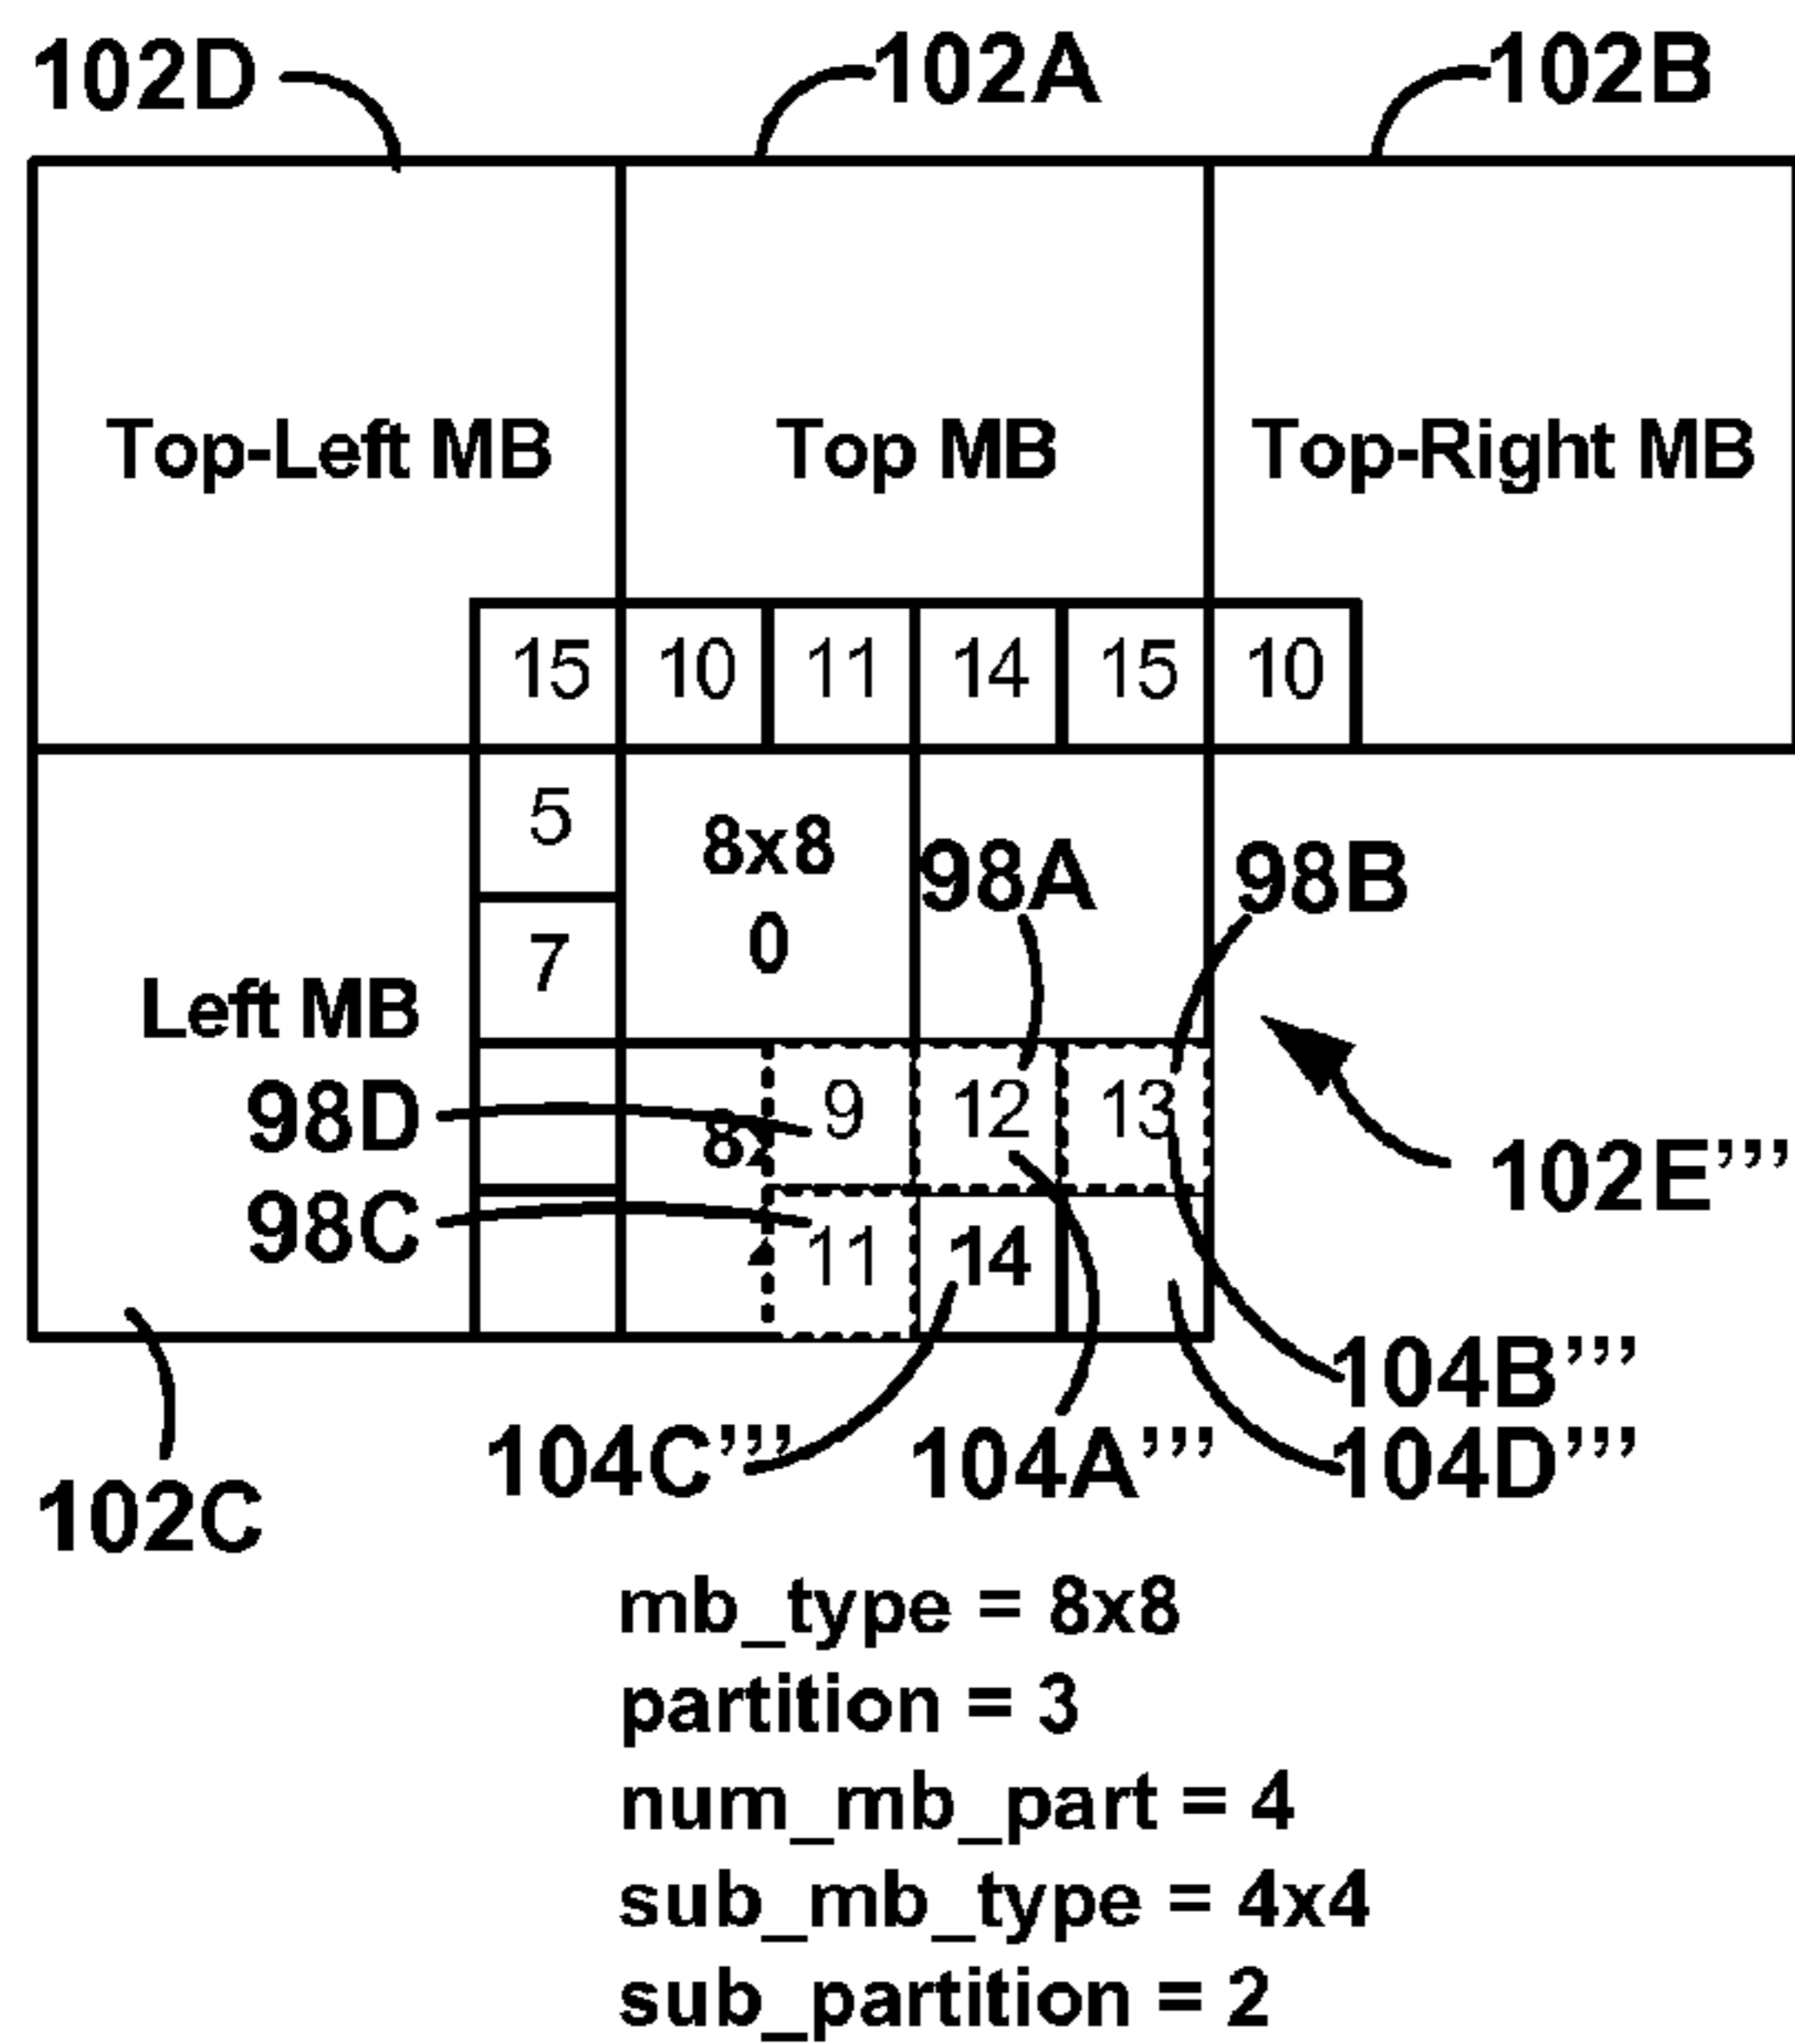 102D 102A 102B
Top-Left MB Top MB Top-Right MB
15 10 11 14 15 10
5
8x8
98A 98B
0
7
Left MB
98D 9 12 13
102E’’’
98C 11 14
104B’’’
104C’’’ 104A’’’ 104D’’’
102C
mb_type = 8x8
partition = 3
num_mb_part = 4
sub_mb_type = 4x4
sub_partition = 2